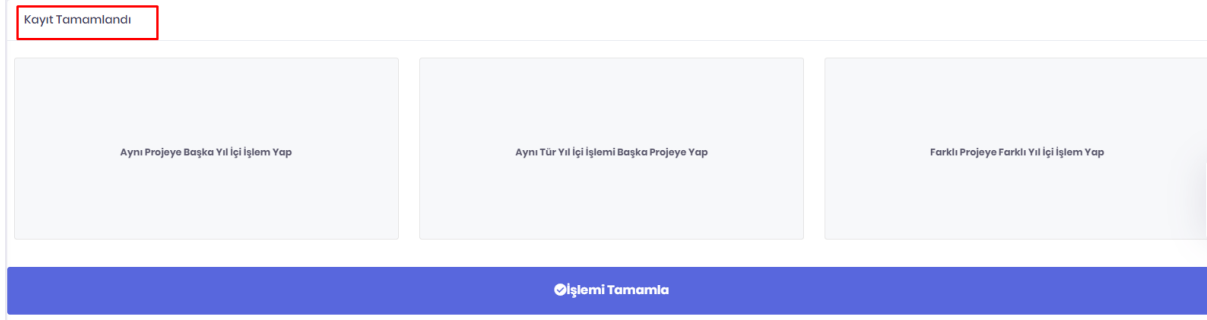 Kayıt Tamamlandı
Aynı Projeye Başka Yıl İçi İşlem Yap
Aynı Tür Yıl İçi İşlemi Başka Projeye Yap
Farklı Projeye Farklı Yıl İçi İşlem Yap
İşlemi Tamamla